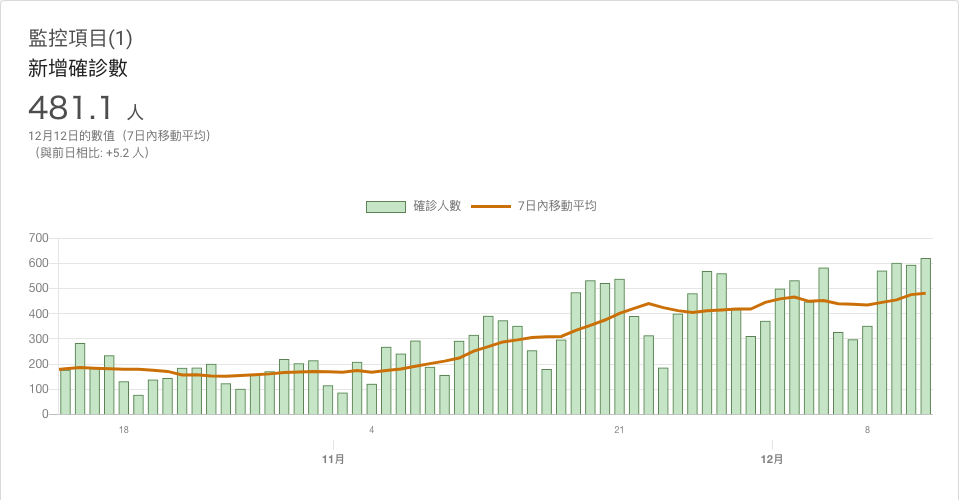 監控項目(1)
新增確診數
481.1 人
12月12日的數值（7日內移動平均）
（與前日相比: +5.2 人）
確診人數 7日內移動平均
700
600
500
400
300
200
100
0
18 4 21 8
11月 12月